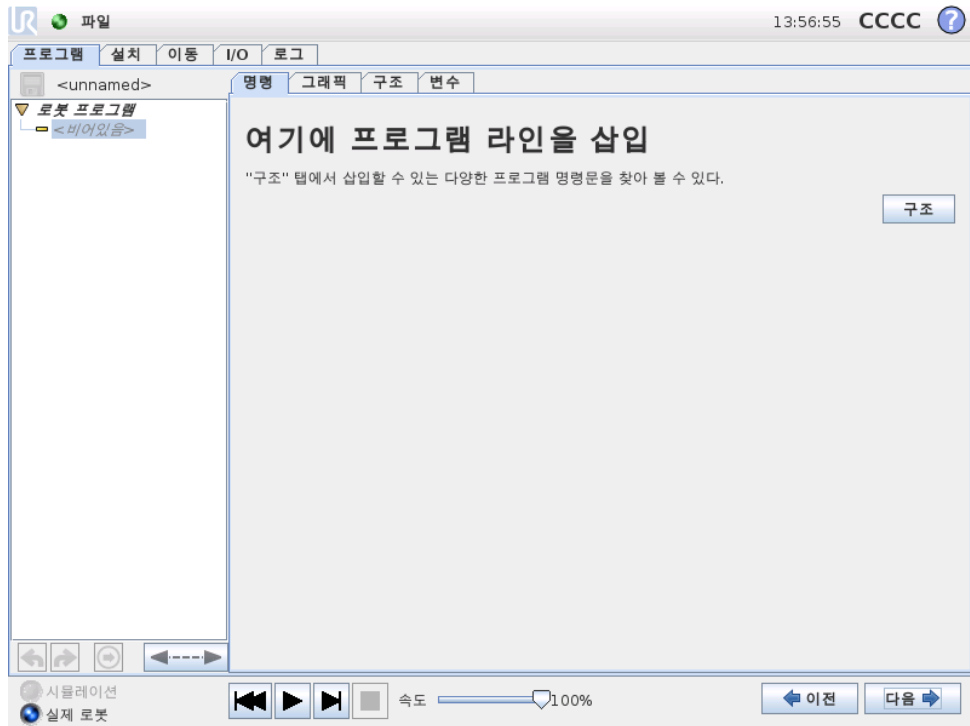 UR 파일 13:56:55 CCCC ?
프로그램 설치 이동 I/O 로그
<unnamed> 명령 그래픽 구조 변수
로봇 프로그램
<비어있음>
여기에 프로그램 라인을 삽입
"구조" 탭에서 삽입할 수 있는 다양한 프로그램 명령문을 찾아 볼 수 있다.
구조
시뮬레이션
실제 로봇
속도 100% 이전 다음